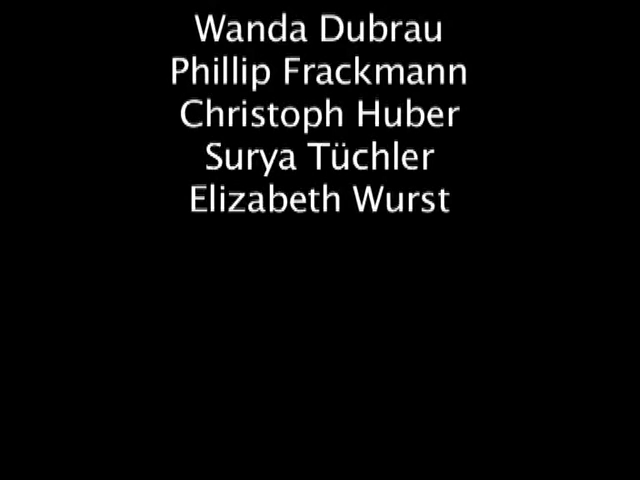 Wanda Dubrau
Phillip Frackmann
Christoph Huber
Surya Tüchler
Elizabeth Wurst